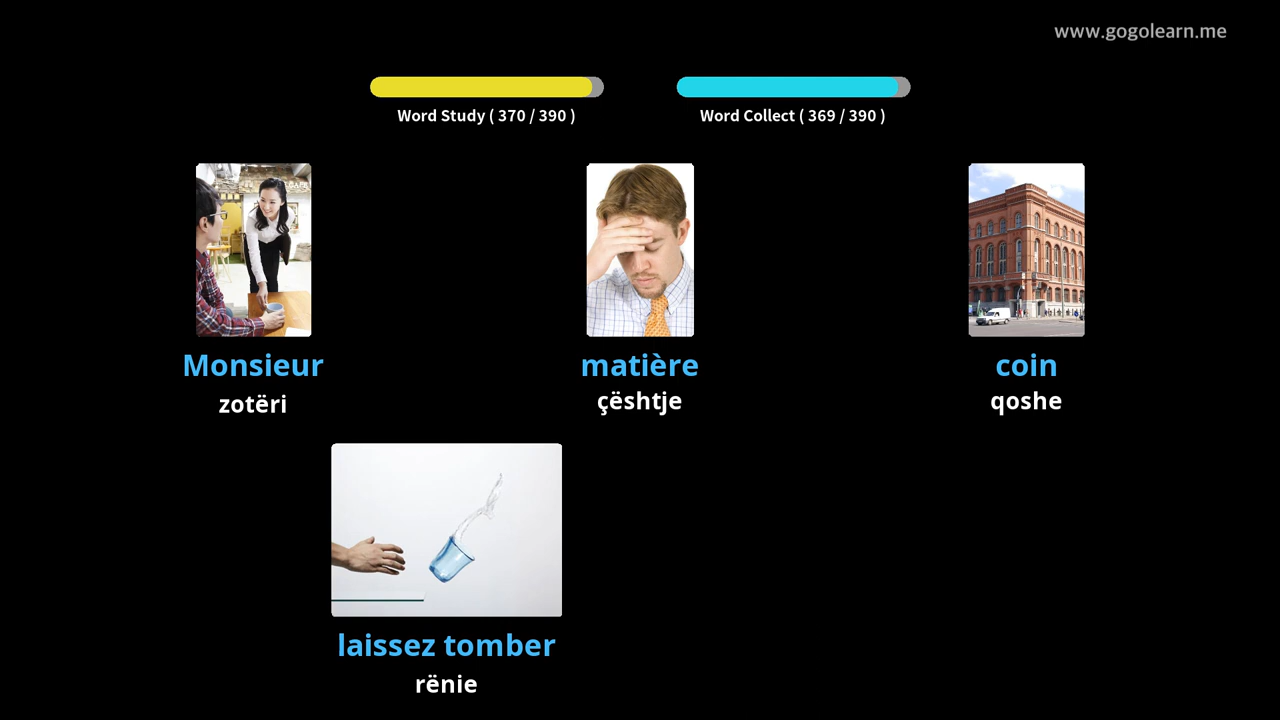 www.gogolearn.me
Word Study ( 370 / 390 )
Word Collect ( 369 / 390 )
Monsieur
zotëri
matière
çështje
coin
qoshe
laissez tomber
rënie